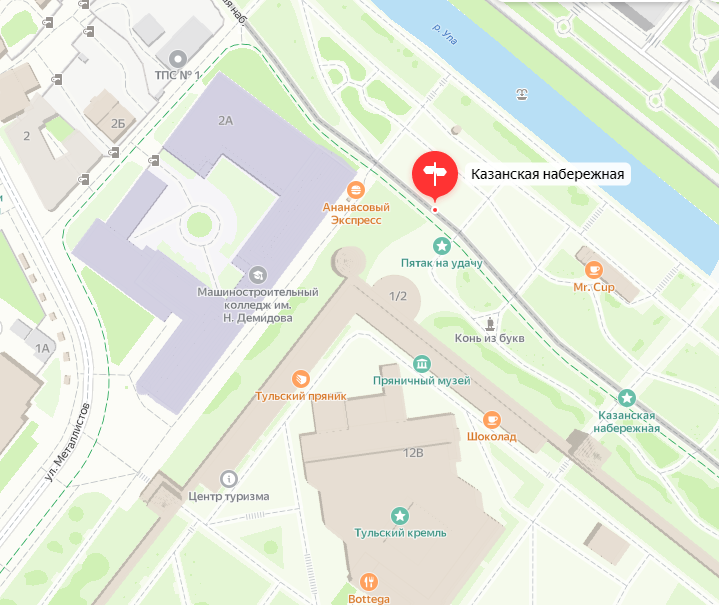 ная наб.
р. Упа
ТПС № 1
2
2Б
2А
Казанская набережная
Ананасовый
Экспресс
Пятак на удачу
Mr. Cup
Машиностроительный
колледж им.
Н. Демидова
1/2
Конь из букв
1А
Пряничный музей
Тульский пряник
Казанская
набережная
Шоколад
ул. Металлистов
12В
Центр туризма
Тульский кремль
Bottega